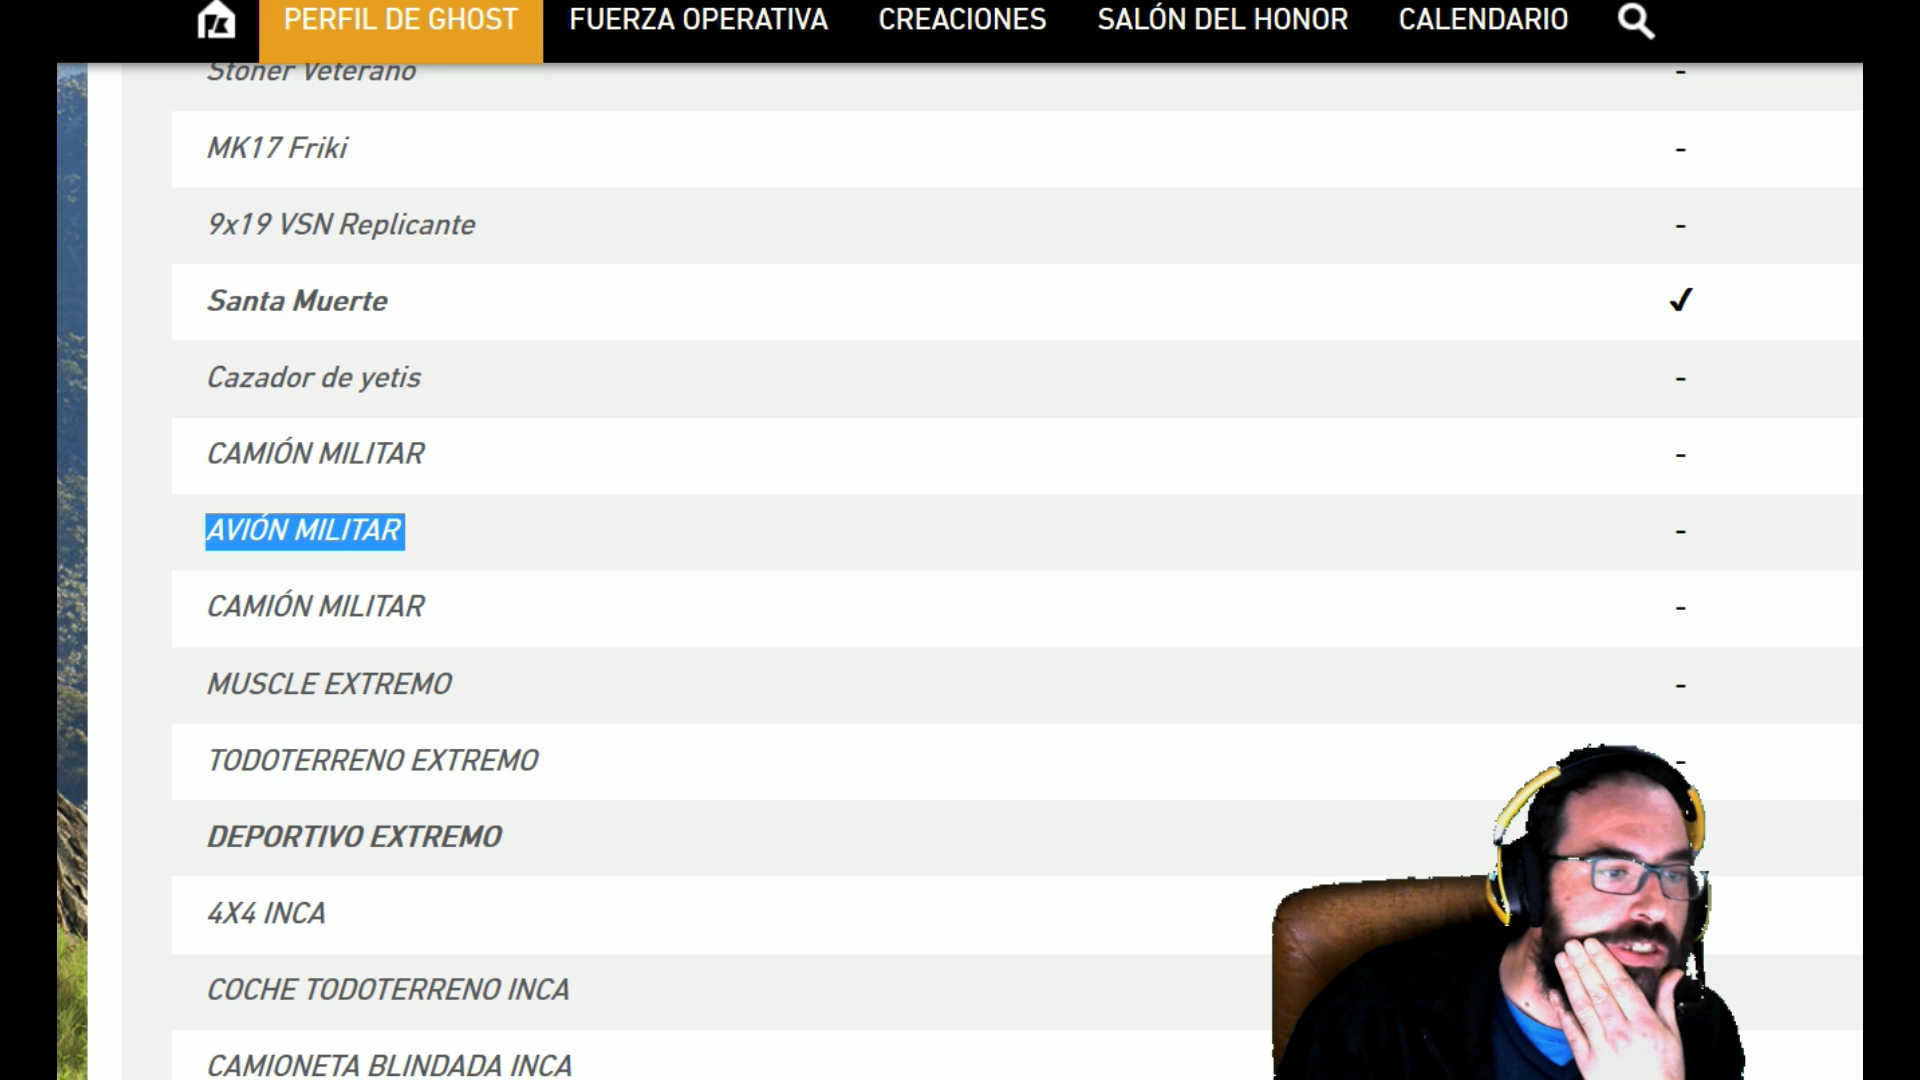 PERFIL DE GHOST FUERZA OPERATIVA CREACIONES SALÓN DEL HONOR CALENDARIO
Stoner Veterano -
MK17 Friki -
9x19 VSN Replicante -
Santa Muerte ✓
Cazador de yetis -
CAMIÓN MILITAR -
AVIÓN MILITAR -
CAMIÓN MILITAR -
MUSCLE EXTREMO -
TODOTERRENO EXTREMO -
DEPORTIVO EXTREMO
4X4 INCA
COCHE TODOTERRENO INCA
CAMIONETA BLINDADA INCA